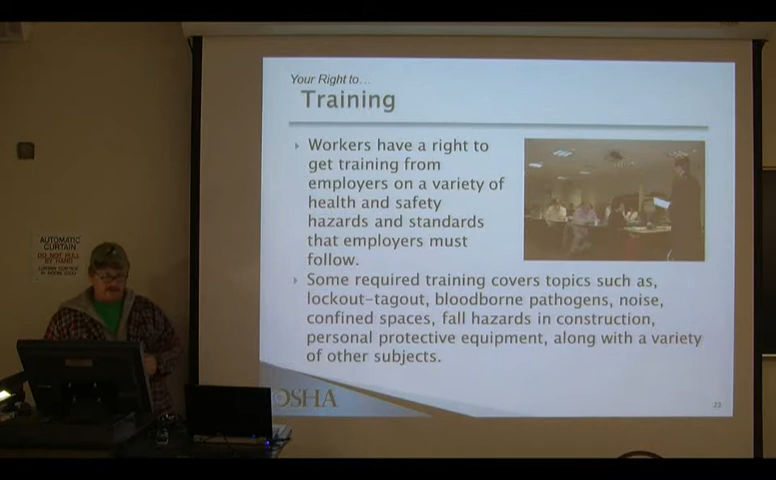 Your Right to...
Training
Workers have a right to
get training from
employers on a variety of
health and safety
hazards and standards
that employers must
follow.
Some required training covers topics such as,
lockout-tagout, bloodborne pathogens, noise,
confined spaces, fall hazards in construction,
personal protective equipment, along with a variety
of other subjects.
OSHA
AUTOMATIC
CURTAIN
DO NOT PULL
BY HAND